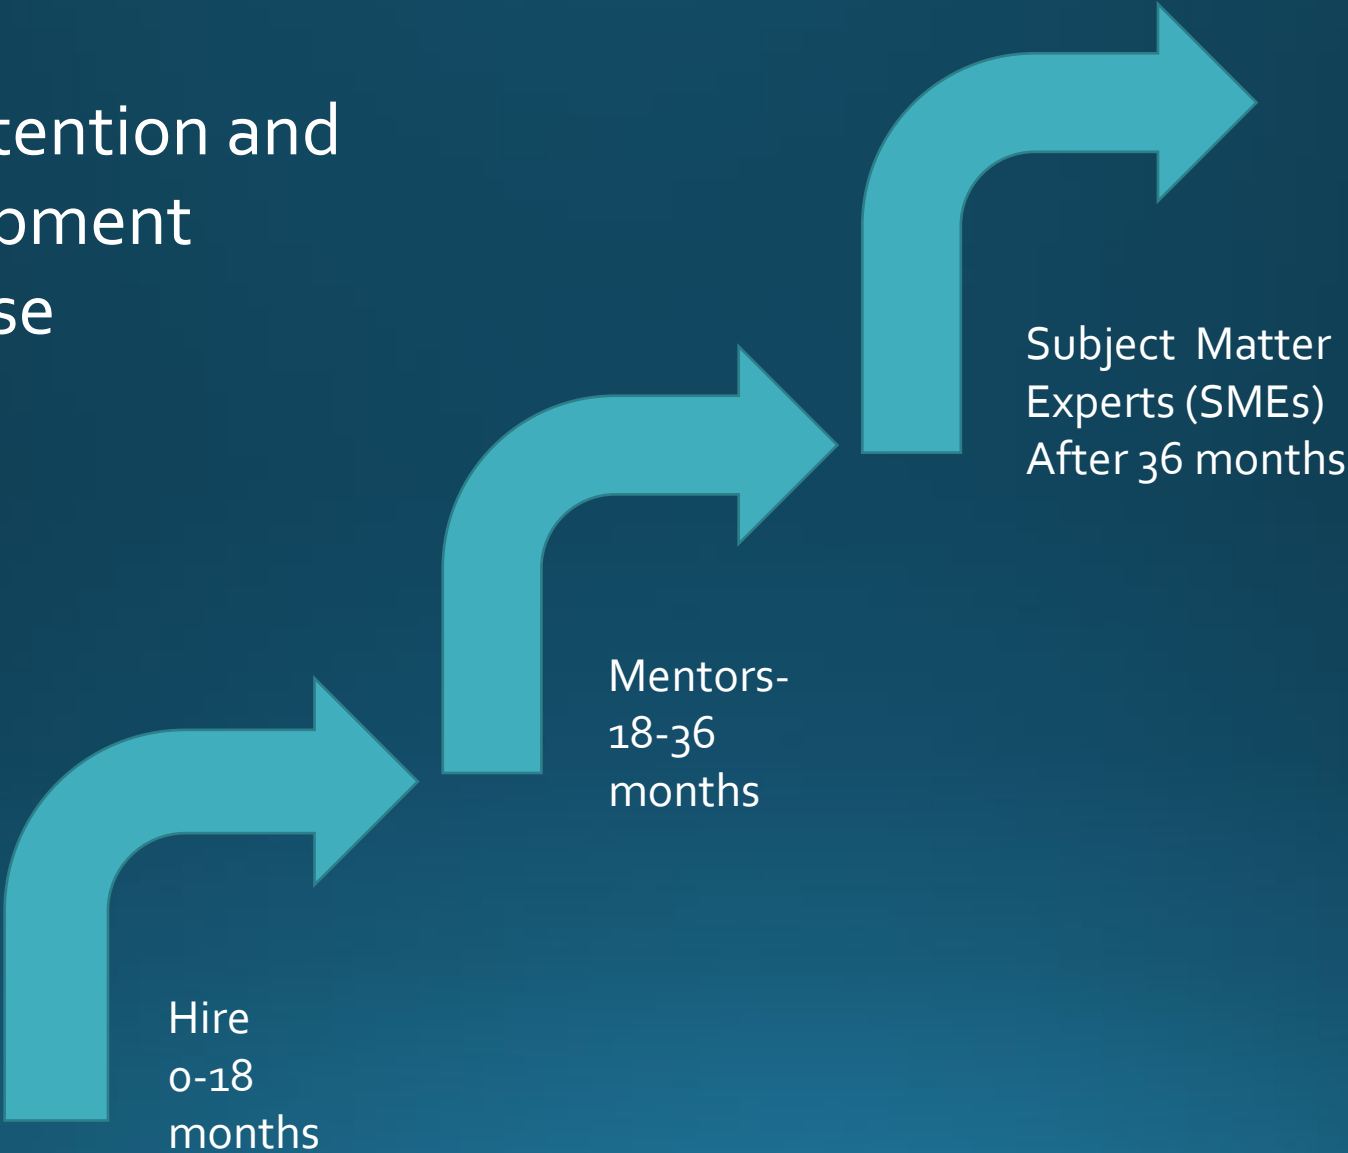 tention and
pment
se
Subject Matter
Experts (SMEs)
After 36 months
Mentors-
18-36
months
Hire
0-18
months